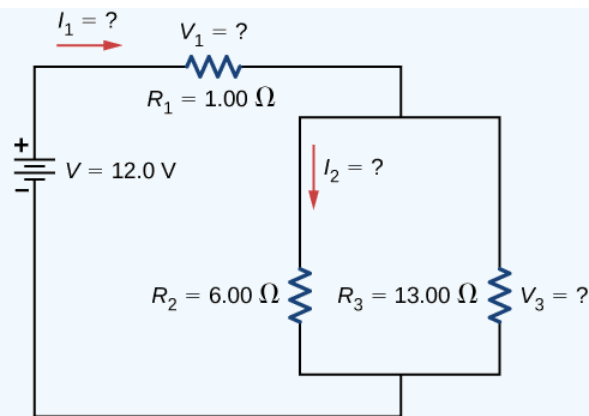 I₁ = ?
V₁ = ?
R₁ = 1.00 Ω
+
V = 12.0 V
−
I₂ = ?
R₂ = 6.00 Ω
R₃ = 13.00 Ω
V₃ = ?